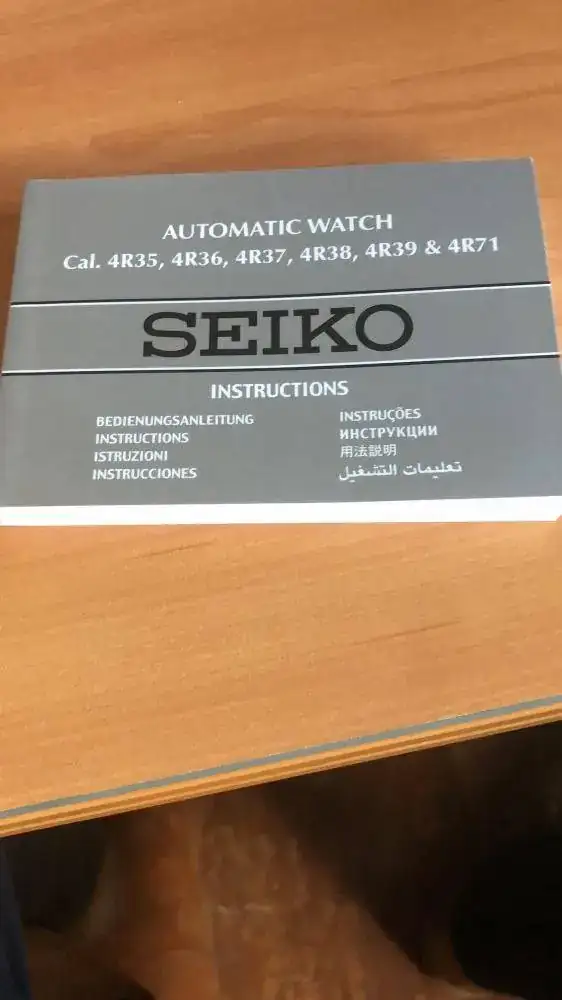 AUTOMATIC WATCH
Cal. 4R35, 4R36, 4R37, 4R38, 4R39 & 4R71
SEIKO
INSTRUCTIONS
BEDIENUNGSANLEITUNG
INSTRUCTIONS
ISTRUZIONI
INSTRUCCIONES
INSTRUÇÕES
ИНСТРУКЦИИ
用法説明
تعليمات التشغيل